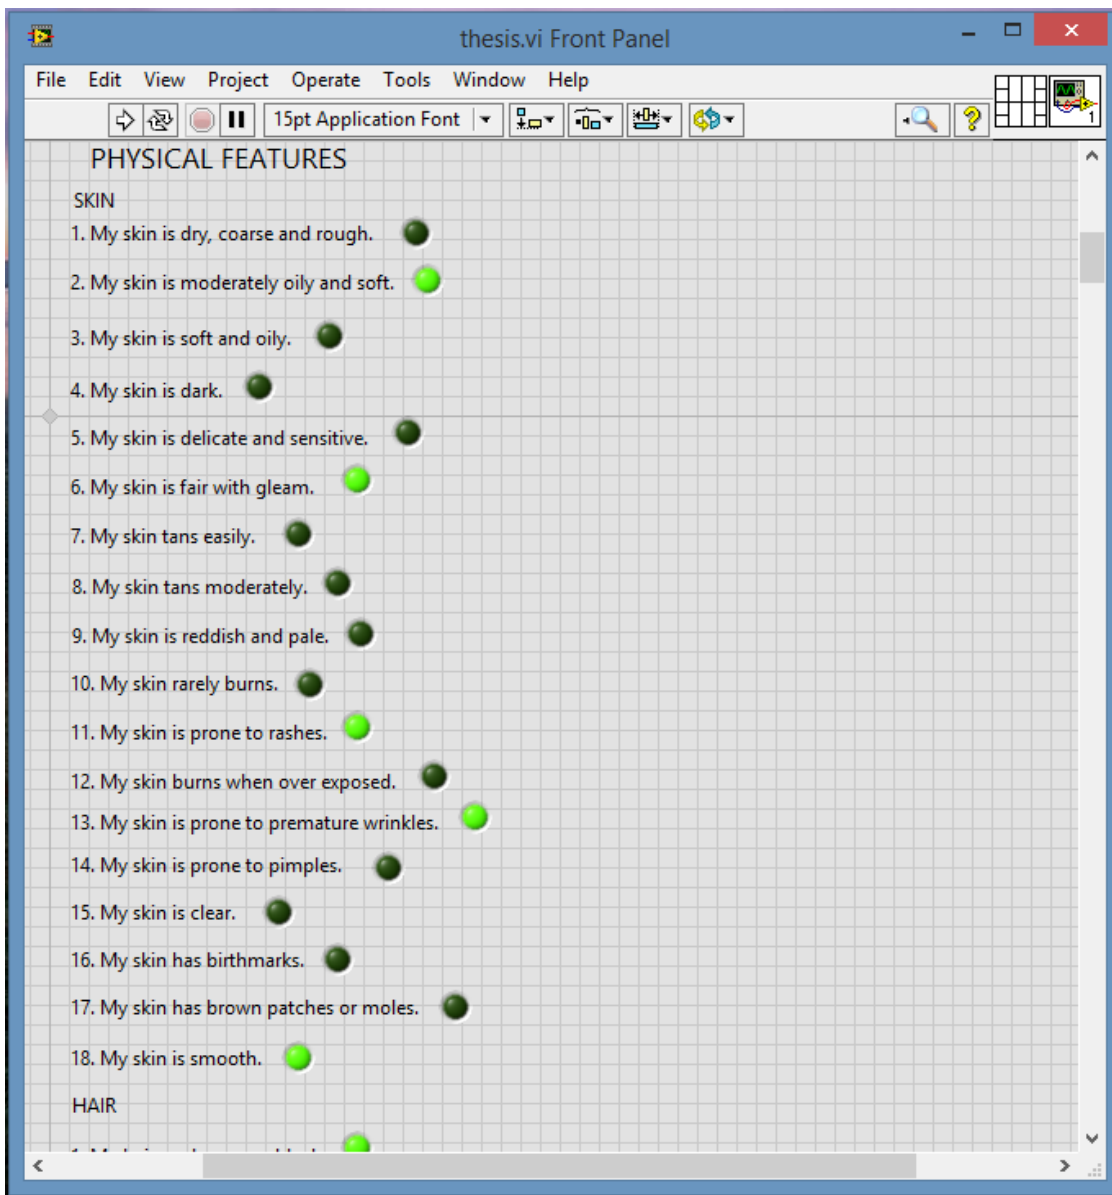 thesis.vi Front Panel
File Edit View Project Operate Tools Window Help
15pt Application Font
1
PHYSICAL FEATURES
SKIN
1. My skin is dry, coarse and rough.
2. My skin is moderately oily and soft.
3. My skin is soft and oily.
4. My skin is dark.
5. My skin is delicate and sensitive.
6. My skin is fair with gleam.
7. My skin tans easily.
8. My skin tans moderately.
9. My skin is reddish and pale.
10. My skin rarely burns.
11. My skin is prone to rashes.
12. My skin burns when over exposed.
13. My skin is prone to premature wrinkles.
14. My skin is prone to pimples.
15. My skin is clear.
16. My skin has birthmarks.
17. My skin has brown patches or moles.
18. My skin is smooth.
HAIR